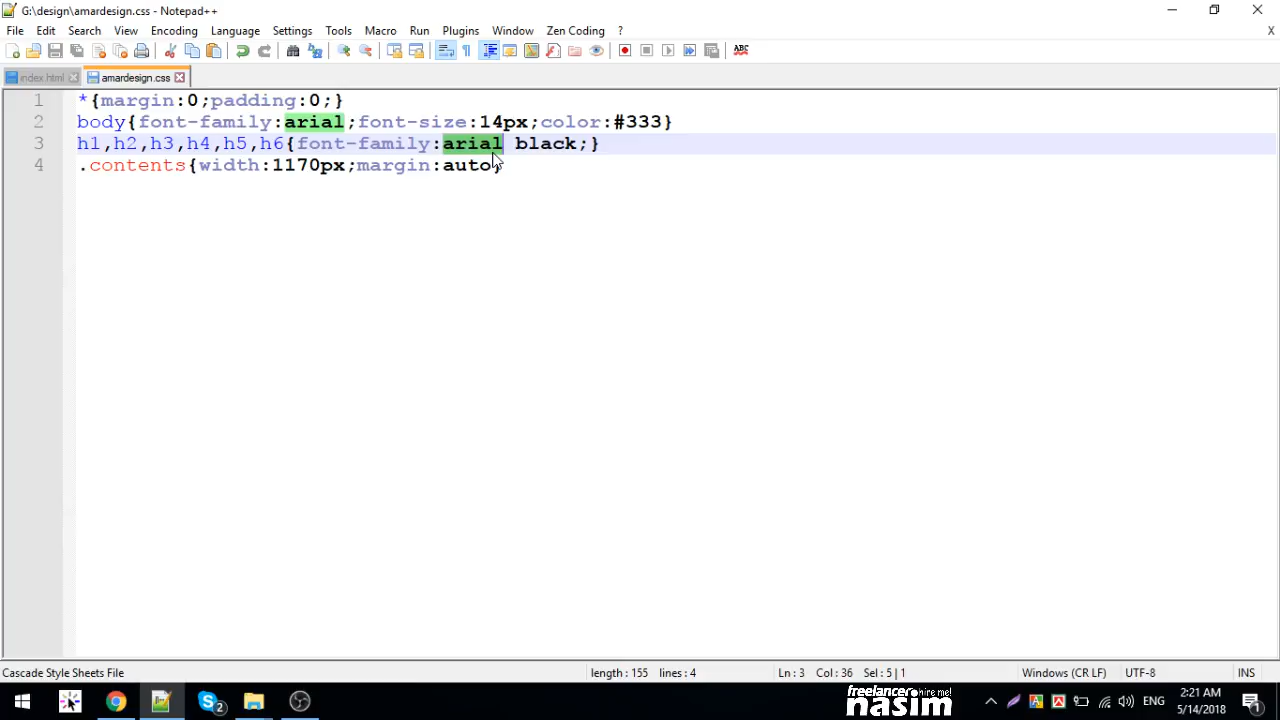 G:\design\amardesign.css - Notepad++
File Edit Search View Encoding Language Settings Tools Macro Run Plugins Window Zen Coding ? X
index.html amardesign.css
1 *{margin:0;padding:0;}
2 body{font-family:arial;font-size:14px;color:#333}
3 h1,h2,h3,h4,h5,h6{font-family:arial black;}
4 .contents{width:1170px;margin:auto}
Cascade Style Sheets File length : 155 lines : 4 Ln : 3 Col : 36 Sel : 5 | 1 Windows (CR LF) UTF-8 INS
freelancer hire me!
nasim
ENG
2:21 AM
5/14/2018